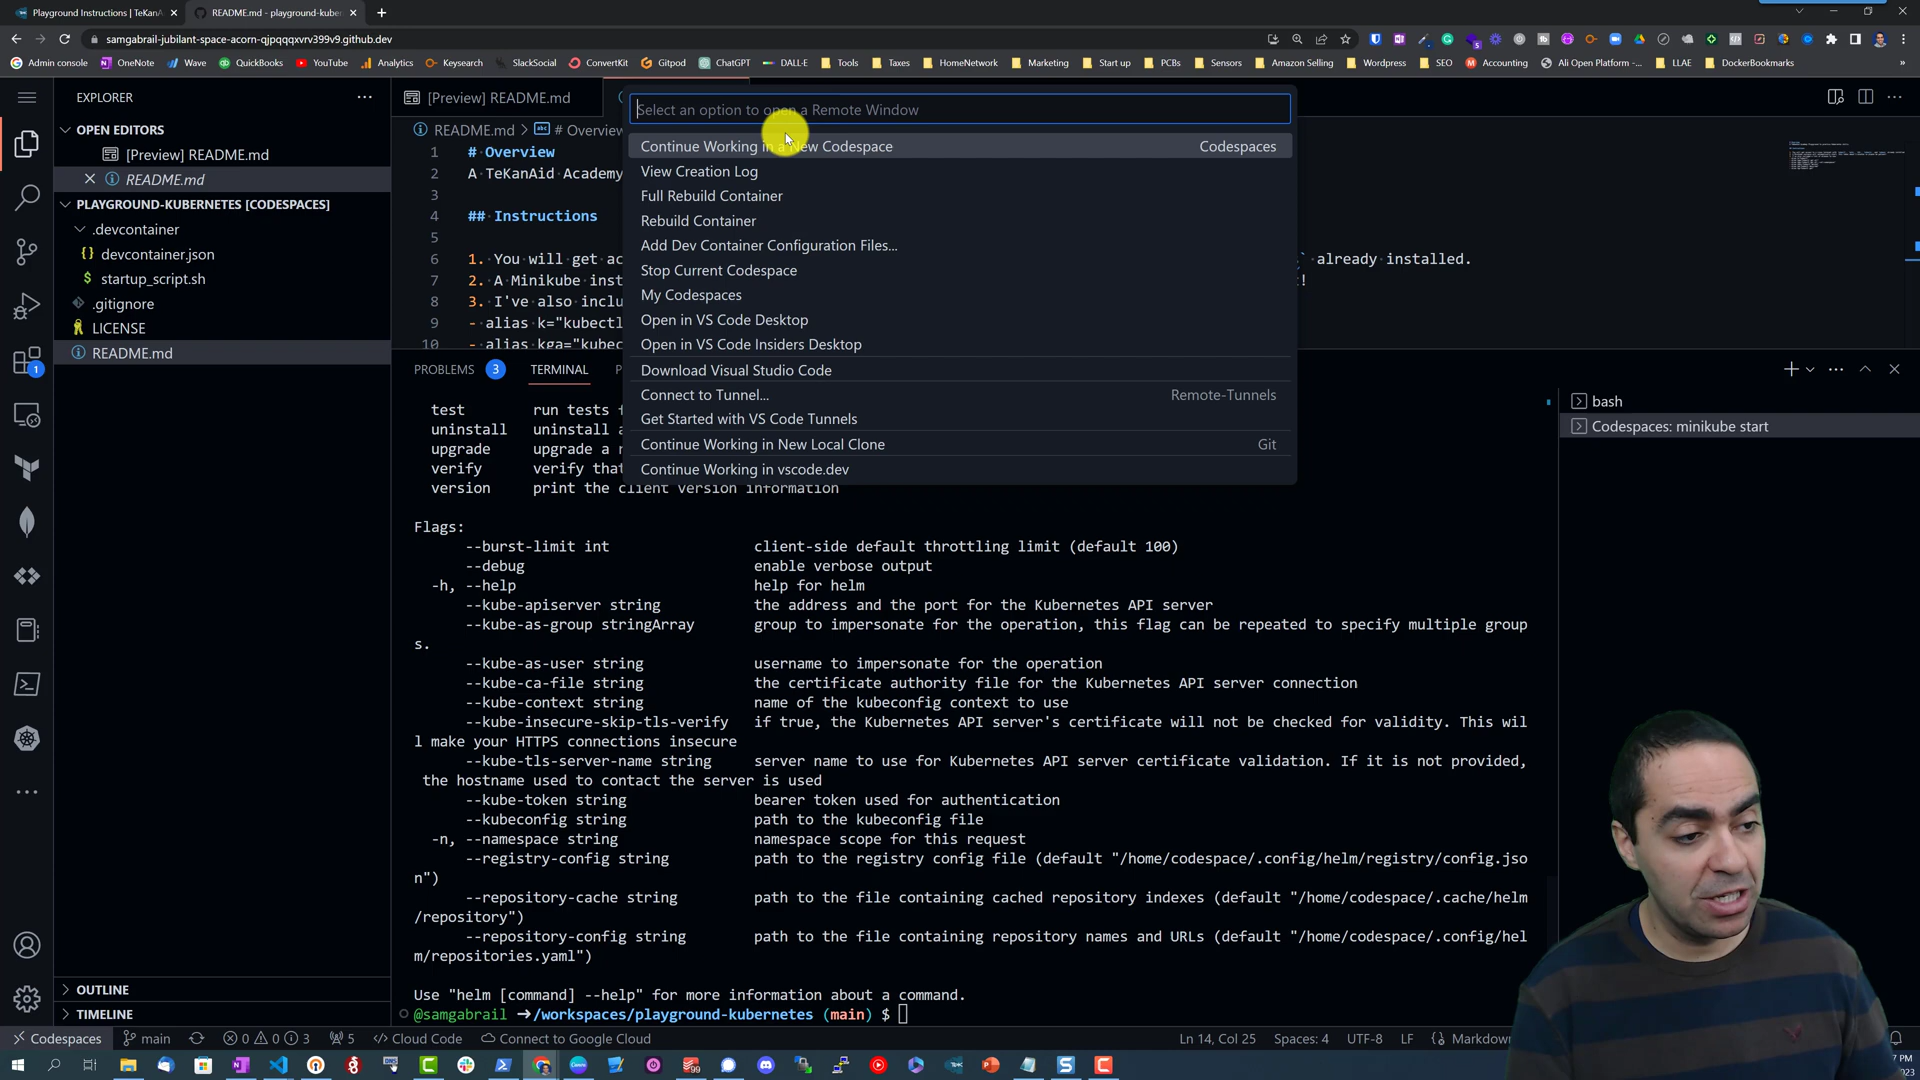 Playground Instructions | TeKanA
README.md - playground-kuber
samgabrail-jubilant-space-acorn-qjpqqqxvrv399v9.github.dev
Admin console
OneNote
Wave
QuickBooks
YouTube
Analytics
Keysearch
SlackSocial
ConvertKit
Gitpod
ChatGPT
DALL-E
Tools
Taxes
HomeNetwork
Marketing
Start up
PCBs
Sensors
Amazon Selling
Wordpress
SEO
Accounting
Ali Open Platform -...
LLAE
DockerBookmarks
EXPLORER
OPEN EDITORS
[Preview] README.md
README.md
PLAYGROUND-KUBERNETES [CODESPACES]
.devcontainer
devcontainer.json
startup_script.sh
.gitignore
LICENSE
README.md
1
OUTLINE
TIMELINE
[Preview] README.md
README.md > # Overview
1 # Overview
2 A TeKanAid Academy
3
4 ## Instructions
5
6 1. You will get ac ` already installed.
7 2. A Minikube inst !
8 3. I've also inclu
9 - alias k="kubectl
10 - alias kga="kubec
Select an option to open a Remote Window
Continue Working in a New Codespace Codespaces
View Creation Log
Full Rebuild Container
Rebuild Container
Add Dev Container Configuration Files...
Stop Current Codespace
My Codespaces
Open in VS Code Desktop
Open in VS Code Insiders Desktop
Download Visual Studio Code
Connect to Tunnel... Remote-Tunnels
Get Started with VS Code Tunnels
Continue Working in New Local Clone Git
Continue Working in vscode.dev
PROBLEMS 3 TERMINAL P
test run tests f
uninstall uninstall a
upgrade upgrade a r
verify verify that
version print the client version information
Flags:
--burst-limit int client-side default throttling limit (default 100)
--debug enable verbose output
-h, --help help for helm
--kube-apiserver string the address and the port for the Kubernetes API server
--kube-as-group stringArray group to impersonate for the operation, this flag can be repeated to specify multiple group
s.
--kube-as-user string username to impersonate for the operation
--kube-ca-file string the certificate authority file for the Kubernetes API server connection
--kube-context string name of the kubeconfig context to use
--kube-insecure-skip-tls-verify if true, the Kubernetes API server's certificate will not be checked for validity. This wil
l make your HTTPS connections insecure
--kube-tls-server-name string server name to use for Kubernetes API server certificate validation. If it is not provided,
the hostname used to contact the server is used
--kube-token string bearer token used for authentication
--kubeconfig string path to the kubeconfig file
-n, --namespace string namespace scope for this request
--registry-config string path to the registry config file (default "/home/codespace/.config/helm/registry/config.jso
n")
--repository-cache string path to the file containing cached repository indexes (default "/home/codespace/.cache/helm
/repository")
--repository-config string path to the file containing repository names and URLs (default "/home/codespace/.config/hel
m/repositories.yaml")
Use "helm [command] --help" for more information about a command.
@samgabrail ➜/workspaces/playground-kubernetes (main) $
bash
Codespaces: minikube start
Codespaces main 0 0 3 5 Cloud Code Connect to Google Cloud Ln 14, Col 25 Spaces: 4 UTF-8 LF Markdow
DNS
99
7 PM
2023